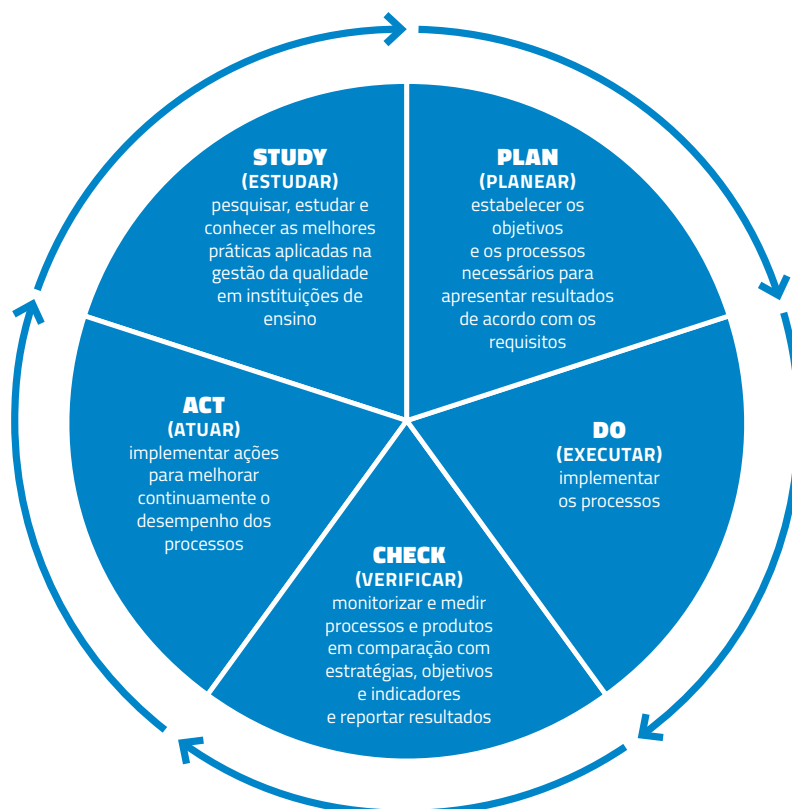 STUDY
(ESTUDAR)
pesquisar, estudar e
conhecer as melhores
práticas aplicadas na
gestão da qualidade
em instituições de
ensino
PLAN
(PLANEAR)
estabelecer os
objetivos
e os processos
necessários para
apresentar resultados
de acordo com os
requisitos
DO
(EXECUTAR)
implementar
os processos
CHECK
(VERIFICAR)
monitorizar e medir
processos e produtos
em comparação com
estratégias, objetivos
e indicadores
e reportar resultados
ACT
(ATUAR)
implementar ações
para melhorar
continuamente o
desempenho dos
processos